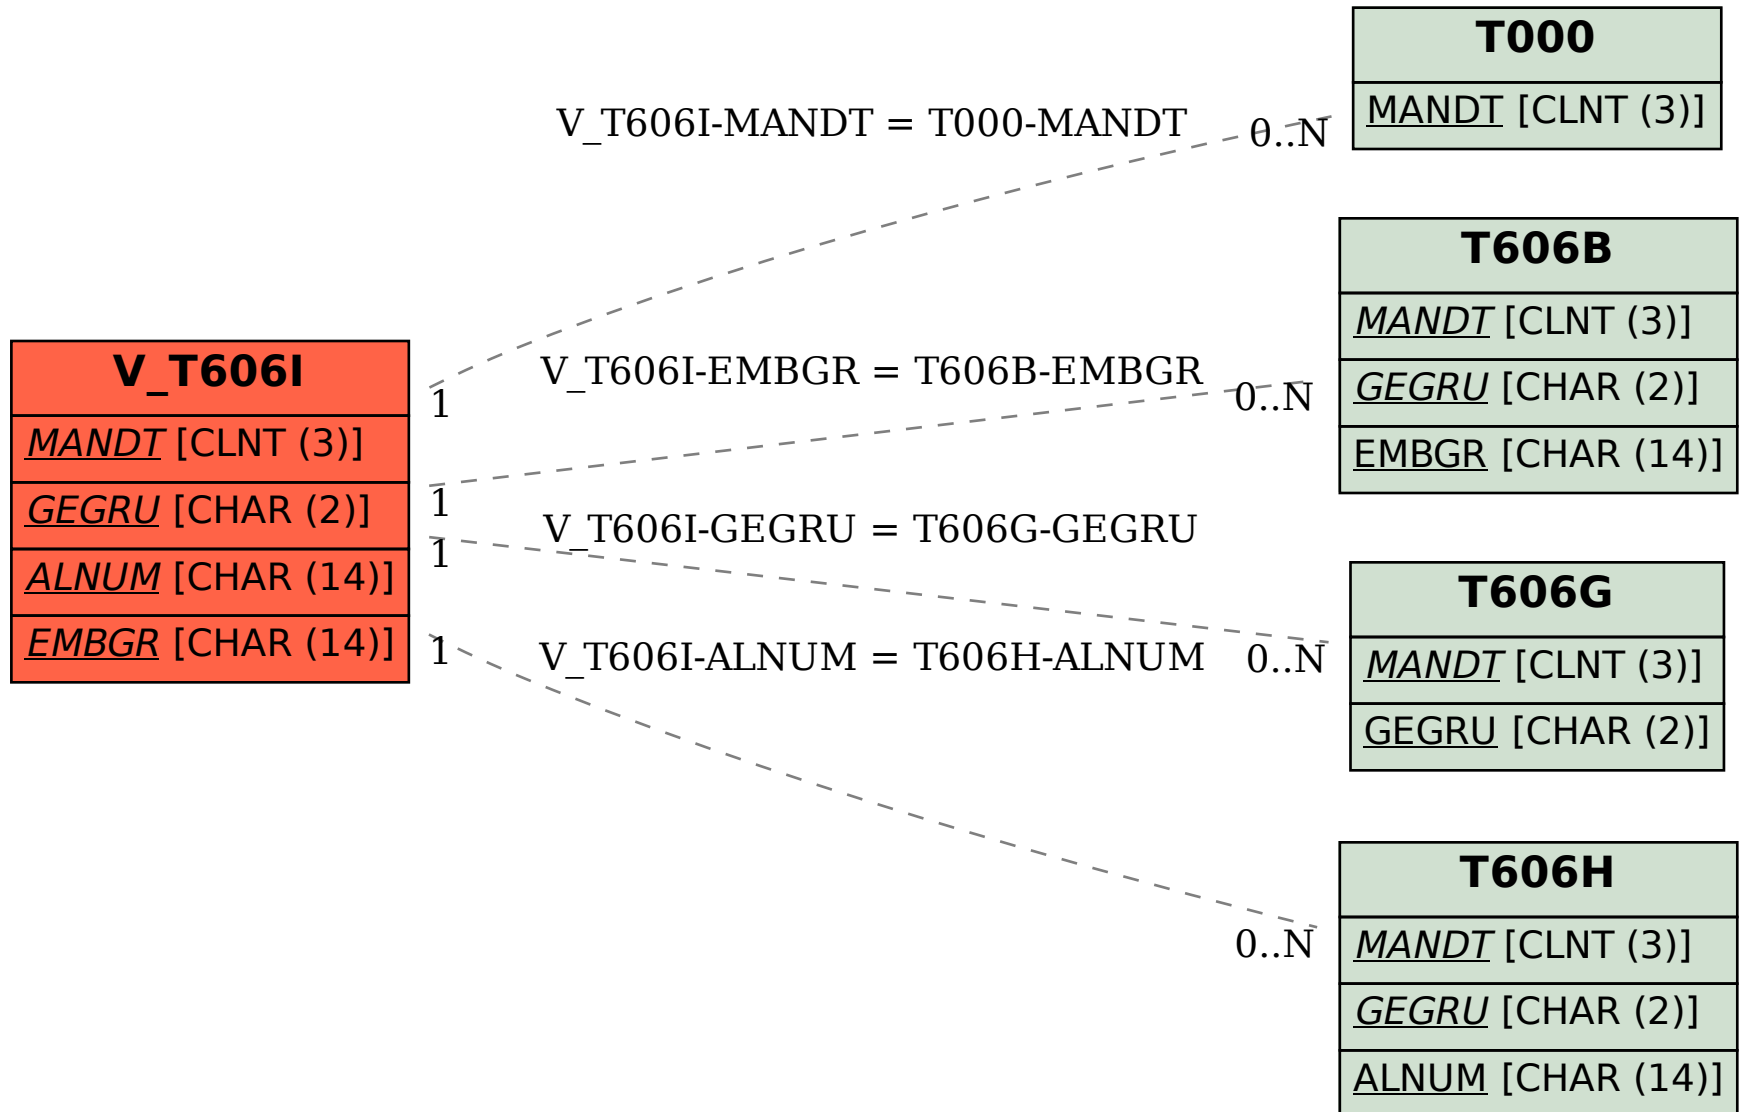 T000
MANDT [CLNT (3)]
V_T606I-MANDT = T000-MANDT
0..N
T606B
MANDT [CLNT (3)]
GEGRU [CHAR (2)]
EMBGR [CHAR (14)]
V_T606I
MANDT [CLNT (3)]
GEGRU [CHAR (2)]
ALNUM [CHAR (14)]
EMBGR [CHAR (14)]
1
V_T606I-EMBGR = T606B-EMBGR
0..N
1
V_T606I-GEGRU = T606G-GEGRU
1
T606G
MANDT [CLNT (3)]
GEGRU [CHAR (2)]
1
V_T606I-ALNUM = T606H-ALNUM
0..N
T606H
MANDT [CLNT (3)]
GEGRU [CHAR (2)]
ALNUM [CHAR (14)]
0..N